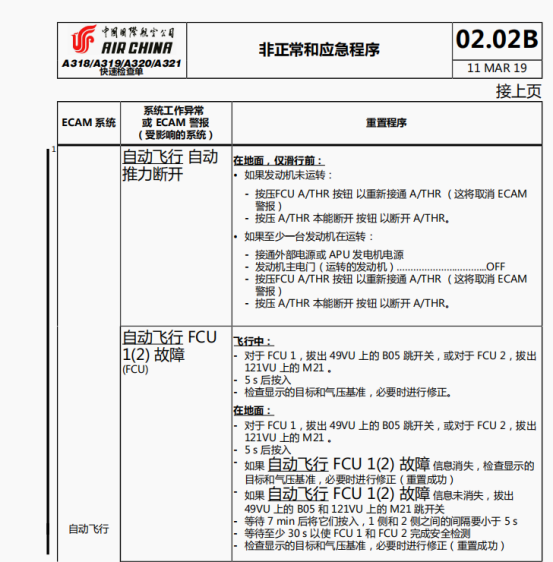 中国国际航空公司
AIR CHINA
A318/A319/A320/A321
快速检查单
非正常和应急程序
02.02B
11 MAR 19
接上页
ECAM 系统
系统工作异常
或 ECAM 警报
（受影响的系统）
重置程序
1
自动飞行 自动
推力断开
在地面，仅滑行前：
• 如果发动机未运转：
- 按压FCU A/THR 按钮 以重新接通 A/THR （这将取消 ECAM
警报）
- 按压 A/THR 本能断开 按钮 以断开 A/THR。
• 如果至少一台发动机在运转：
- 接通外部电源或 APU 发电机电源
- 发动机主电门（运转的发动机）................................OFF
- 按压FCU A/THR 按钮 以重新接通 A/THR （这将取消 ECAM
警报）
- 按压 A/THR 本能断开 按钮 以断开 A/THR。
自动飞行 FCU
1(2) 故障
(FCU)
飞行中：
- 对于 FCU 1，拔出 49VU 上的 B05 跳开关，或对于 FCU 2，拔出
121VU 上的 M21 。
- 5 s 后按入
- 检查显示的目标和气压基准，必要时进行修正。
在地面：
- 对于 FCU 1，拔出 49VU 上的 B05 跳开关，或对于 FCU 2，拔出
121VU 上的 M21 。
- 5 s 后按入
- 如果 自动飞行 FCU 1(2) 故障 信息消失，检查显示的
目标和气压基准，必要时进行修正（重置成功）
- 如果 自动飞行 FCU 1(2) 故障 信息未消失，拔出
49VU 上的 B05 和 121VU 上的 M21 跳开关
- 等待 7 min 后将它们按入，1 侧和 2 侧之间的间隔要小于 5 s
- 等待至少 30 s 以使 FCU 1 和 FCU 2 完成安全检测
- 检查显示的目标和气压基准，必要时进行修正（重置成功）
自动飞行